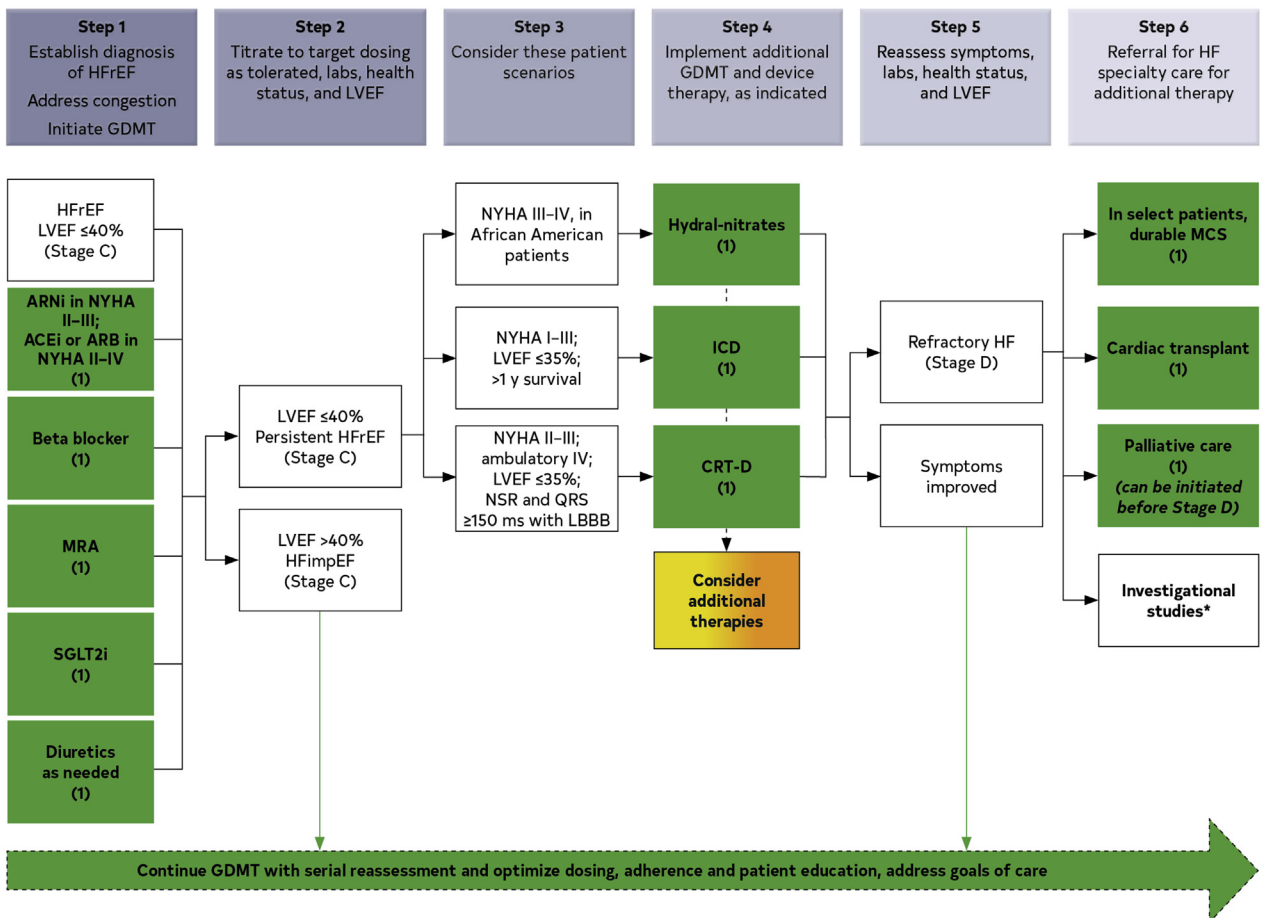 Step 1
Establish diagnosis
of HFrEF
Address congestion
Initiate GDMT
Step 2
Titrate to target dosing
as tolerated, labs, health
status, and LVEF
Step 3
Consider these patient
scenarios
Step 4
Implement additional
GDMT and device
therapy, as indicated
Step 5
Reassess symptoms,
labs, health status,
and LVEF
Step 6
Referral for HF
specialty care for
additional therapy
HFrEF
LVEF ≤40%
(Stage C)
ARNi in NYHA
II–III;
ACEi or ARB in
NYHA II–IV
(1)
Beta blocker
(1)
MRA
(1)
SGLT2i
(1)
Diuretics
as needed
(1)
LVEF ≤40%
Persistent HFrEF
(Stage C)
LVEF >40%
HFimpEF
(Stage C)
NYHA III–IV, in
African American
patients
NYHA I–III;
LVEF ≤35%;
>1 y survival
NYHA II–III;
ambulatory IV;
LVEF ≤35%;
NSR and QRS
≥150 ms with LBBB
Hydral-nitrates
(1)
ICD
(1)
CRT-D
(1)
Consider
additional
therapies
Refractory HF
(Stage D)
Symptoms
improved
In select patients,
durable MCS
(1)
Cardiac transplant
(1)
Palliative care
(1)
(can be initiated
before Stage D)
Investigational
studies*
Continue GDMT with serial reassessment and optimize dosing, adherence and patient education, address goals of care